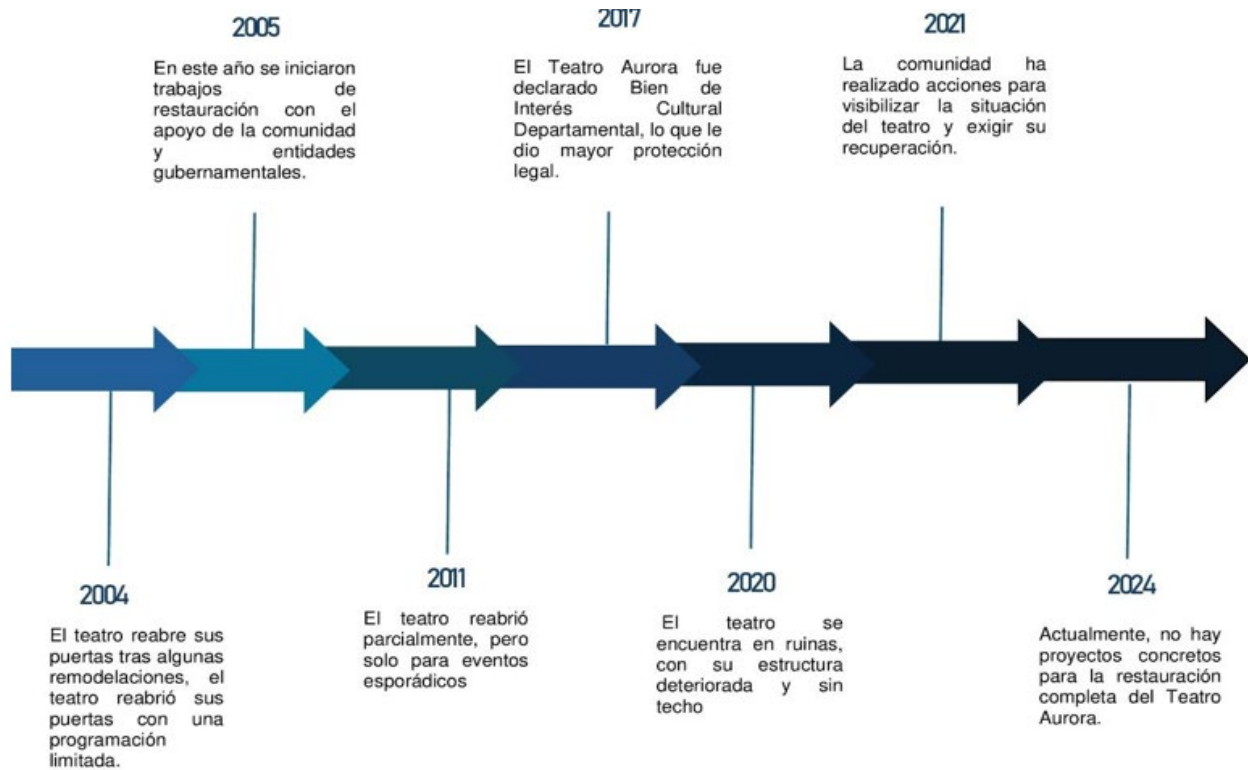 2005
En este año se iniciaron
trabajos de
restauración con el
apoyo de la comunidad
y entidades
gubernamentales.
2017
El Teatro Aurora fue
declarado Bien de
Interés Cultural
Departamental, lo que le
dio mayor protección
legal.
2021
La comunidad ha
realizado acciones para
visibilizar la situación
del teatro y exigir su
recuperación.
2004
El teatro reabre sus
puertas tras algunas
remodelaciones, el
teatro reabrió sus
puertas con una
programación
limitada.
2011
El teatro reabrió
parcialmente, pero
solo para eventos
esporádicos
2020
El teatro se
encuentra en ruinas,
con su estructura
deteriorada y sin
techo
2024
Actualmente, no hay
proyectos concretos
para la restauración
completa del Teatro
Aurora.